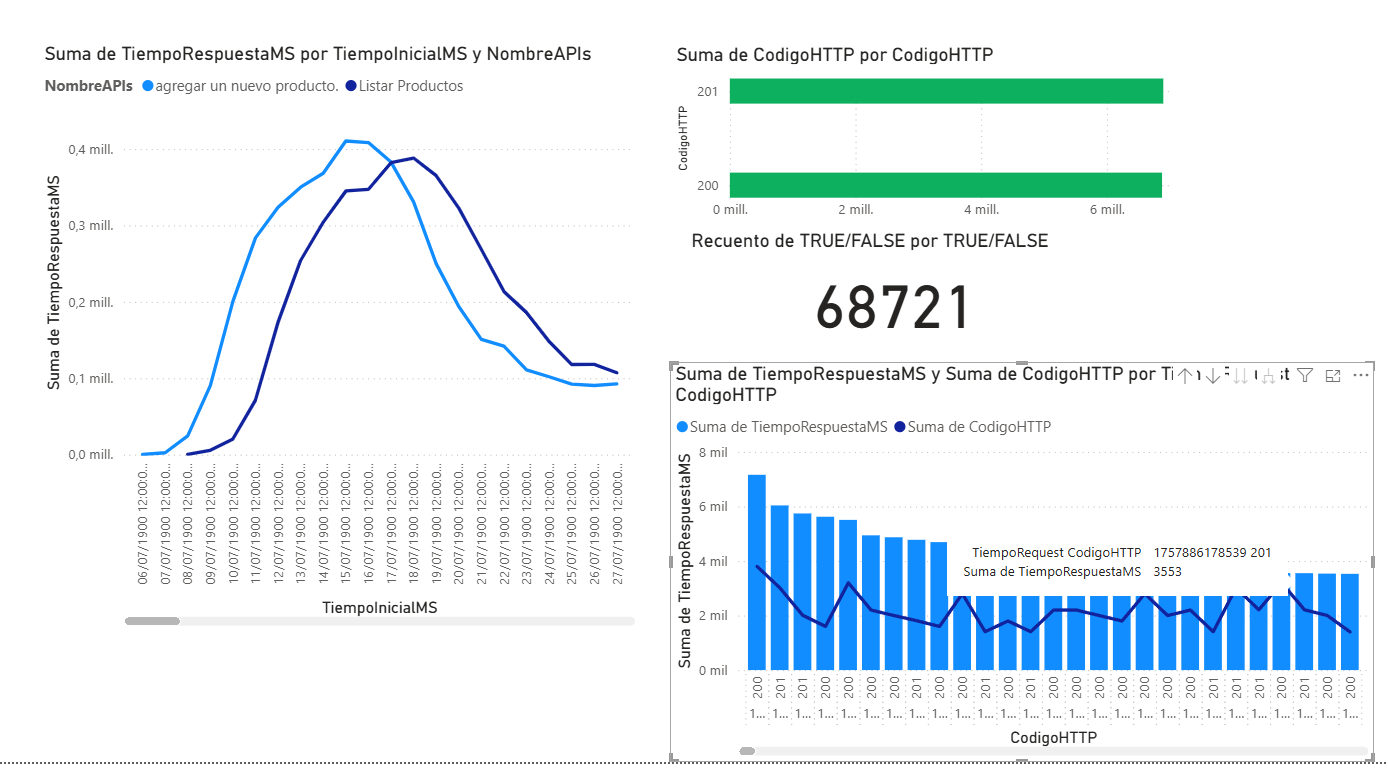 Suma de TiempoRespuestaMS por TiempoInicialMS y NombreAPIs
NombreAPIs agregar un nuevo producto. Listar Productos
Suma de TiempoRespuestaMS
0,4 mill.
0,3 mill.
0,2 mill.
0,1 mill.
0,0 mill.
06/07/1900 12:00:0...
07/07/1900 12:00:0...
08/07/1900 12:00:0...
09/07/1900 12:00:0...
10/07/1900 12:00:0...
11/07/1900 12:00:0...
12/07/1900 12:00:0...
13/07/1900 12:00:0...
14/07/1900 12:00:0...
15/07/1900 12:00:0...
16/07/1900 12:00:0...
17/07/1900 12:00:0...
18/07/1900 12:00:0...
19/07/1900 12:00:0...
20/07/1900 12:00:0...
21/07/1900 12:00:0...
22/07/1900 12:00:0...
23/07/1900 12:00:0...
24/07/1900 12:00:0...
25/07/1900 12:00:0...
26/07/1900 12:00:0...
27/07/1900 12:00:0...
TiempoInicialMS
Suma de CodigoHTTP por CodigoHTTP
CodigoHTTP
201
200
0 mill. 2 mill. 4 mill. 6 mill.
Recuento de TRUE/FALSE por TRUE/FALSE
68721
Suma de TiempoRespuestaMS y Suma de CodigoHTTP por
CodigoHTTP
Suma de TiempoRespuestaMS Suma de CodigoHTTP
Suma de TiempoRespuestaMS
8 mil
6 mil
4 mil
2 mil
0 mil
TiempoRequest CodigoHTTP 1757886178539 201
Suma de TiempoRespuestaMS 3553
200 201 201 200 200 200 200 201 200 200 201 201 201 200 200 201 200 200 201 200 201 201 200 201 201 200 200
1... 1... 1... 1... 1... 1... 1... 1... 1... 1... 1... 1... 1... 1... 1... 1... 1... 1... 1... 1... 1... 1... 1... 1... 1... 1... 1...
CodigoHTTP